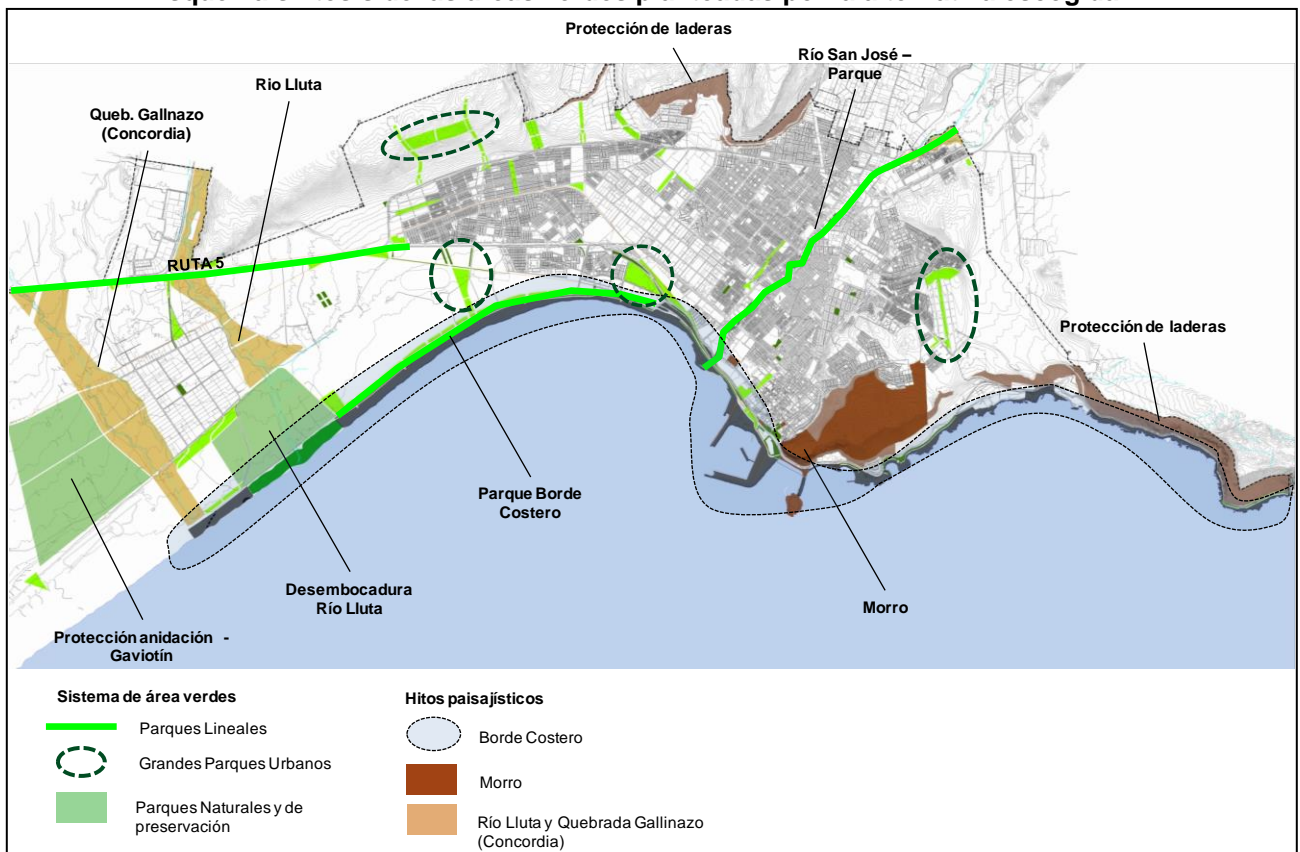 Protección de laderas
Río San José –
Parque
Rio Lluta
Queb. Gallnazo
(Concordia)
RUTA 5
Protección de laderas
Parque Borde
Costero
Desembocadura
Río Lluta
Morro
Protección anidación -
Gaviotín
Sistema de área verdes
Parques Lineales
Grandes Parques Urbanos
Parques Naturales y de
preservación
Hitos paisajísticos
Borde Costero
Morro
Río Lluta y Quebrada Gallinazo
(Concordia)